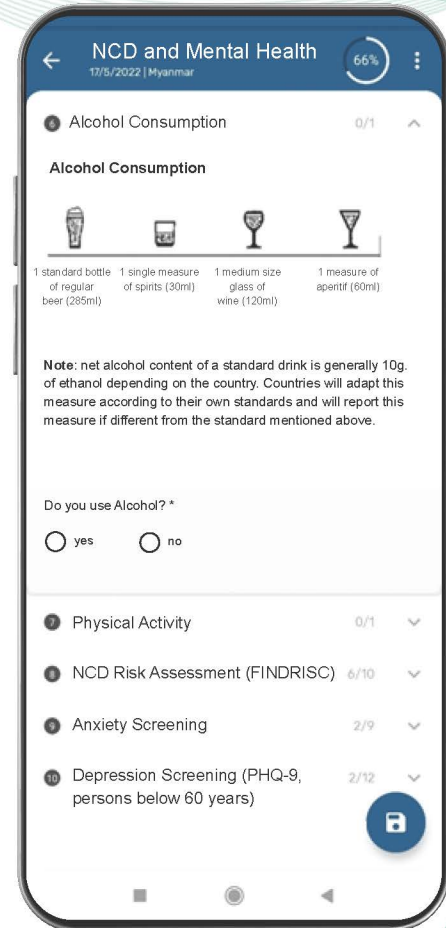 NCD and Mental Health
17/5/2022 | Myanmar
66%
6 Alcohol Consumption 0/1
Alcohol Consumption
1 standard bottle of regular beer (285ml)
1 single measure of spirits (30ml)
1 medium size glass of wine (120ml)
1 measure of aperitif (60ml)
Note: net alcohol content of a standard drink is generally 10g.
of ethanol depending on the country. Countries will adapt this
measure according to their own standards and will report this
measure if different from the standard mentioned above.
Do you use Alcohol? *
yes no
7 Physical Activity 0/1
8 NCD Risk Assessment (FINDRISC) 6/10
9 Anxiety Screening 2/9
10 Depression Screening (PHQ-9, 2/12
persons below 60 years)